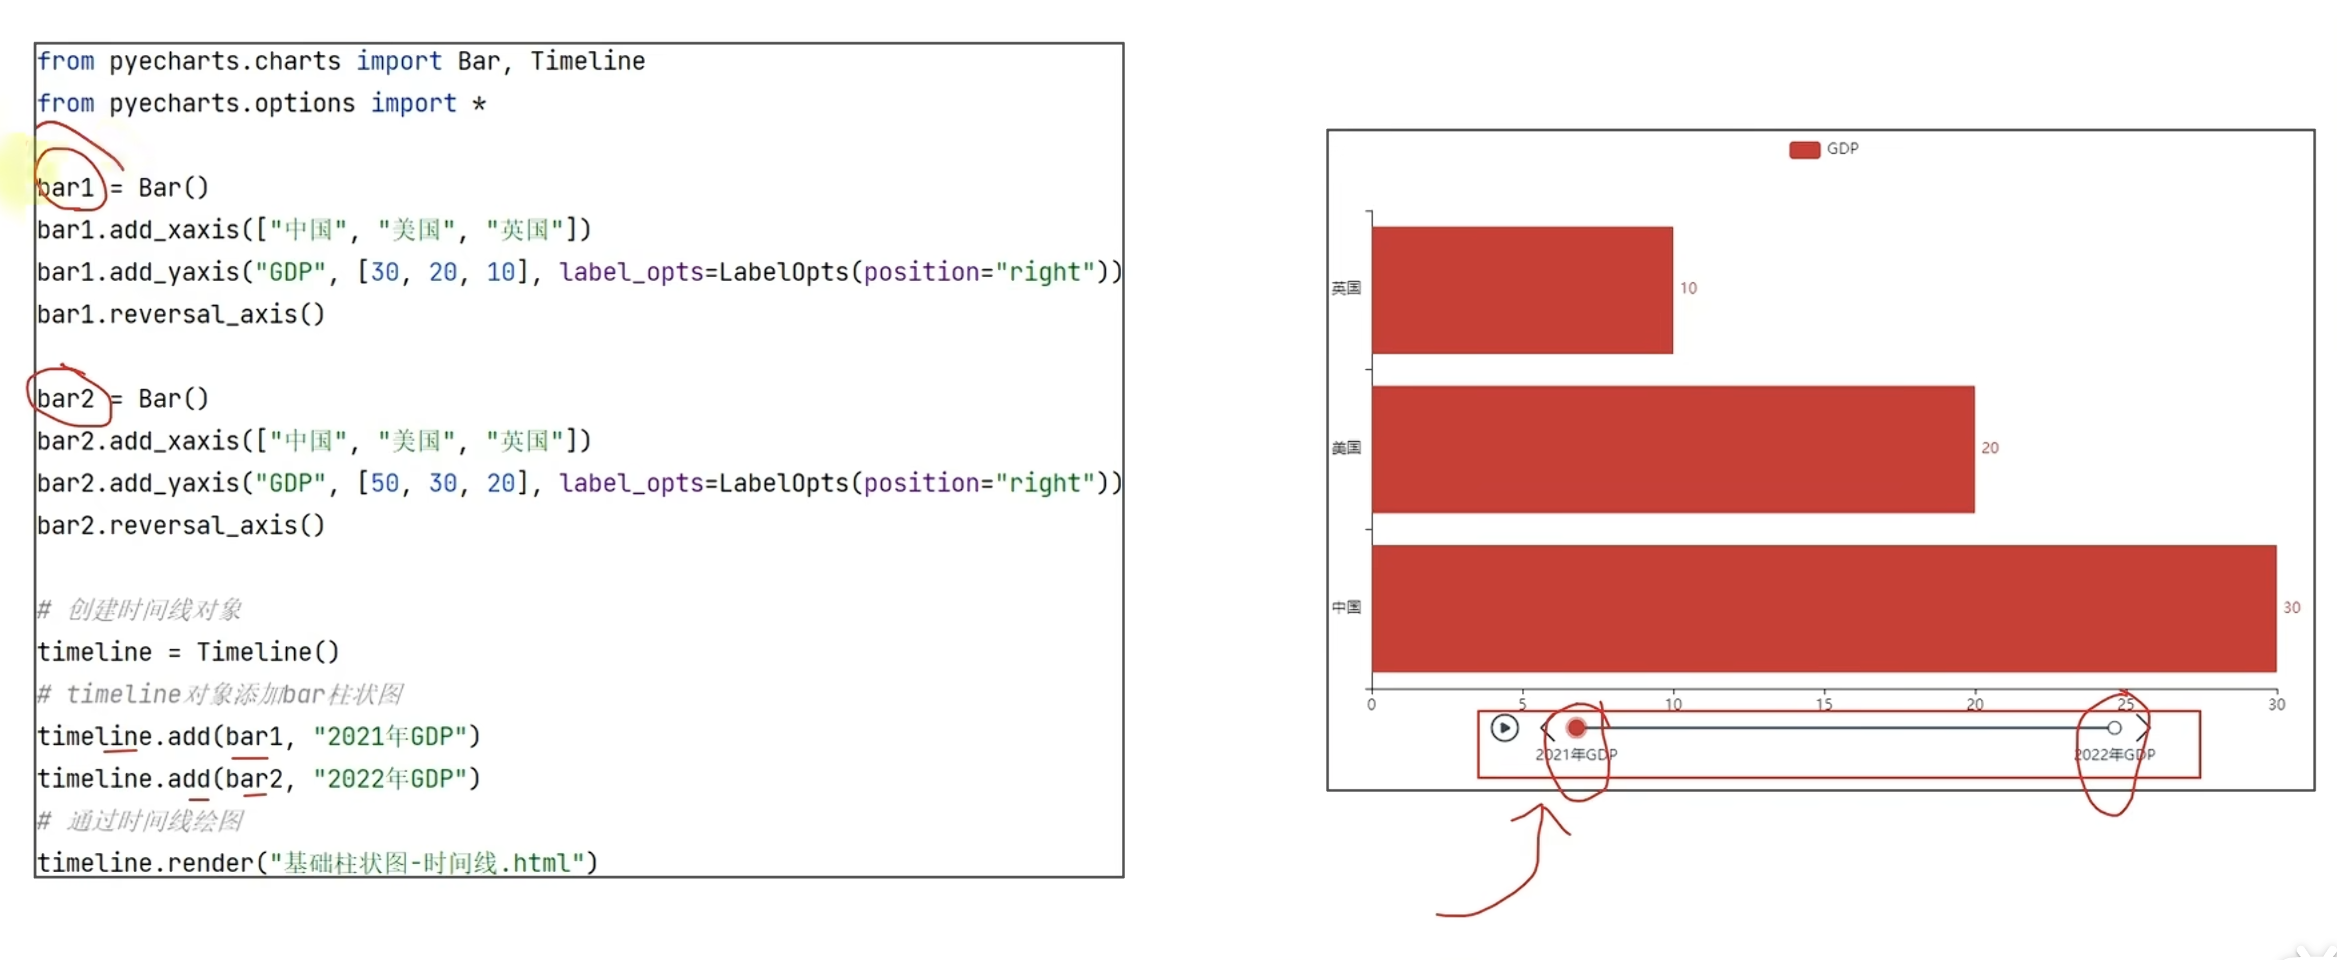 from pyecharts.charts import Bar, Timeline
from pyecharts.options import *
bar1 = Bar()
bar1.add_xaxis(["中国", "美国", "英国"])
bar1.add_yaxis("GDP", [30, 20, 10], label_opts=LabelOpts(position="right"))
bar1.reversal_axis()
bar2 = Bar()
bar2.add_xaxis(["中国", "美国", "英国"])
bar2.add_yaxis("GDP", [50, 30, 20], label_opts=LabelOpts(position="right"))
bar2.reversal_axis()
# 创建时间线对象
timeline = Timeline()
# timeline对象添加bar柱状图
timeline.add(bar1, "2021年GDP")
timeline.add(bar2, "2022年GDP")
# 通过时间线绘图
timeline.render("基础柱状图-时间线.html")
GDP
英国 10
美国 20
中国 30
0 5 10 15 20 25 30
2021年GDP 2022年GDP